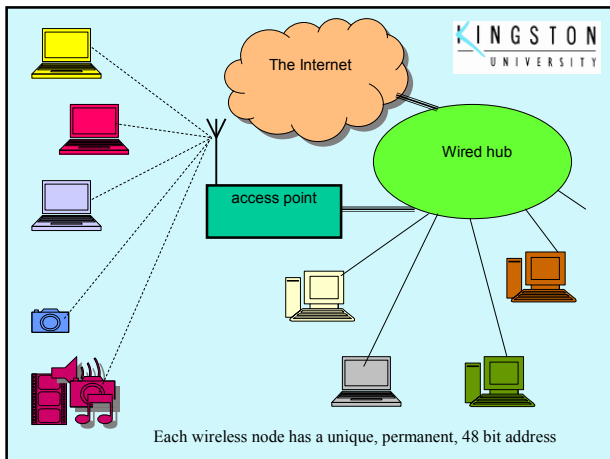 KINGSTON
UNIVERSITY
The Internet
Wired hub
access point
Each wireless node has a unique, permanent, 48 bit address